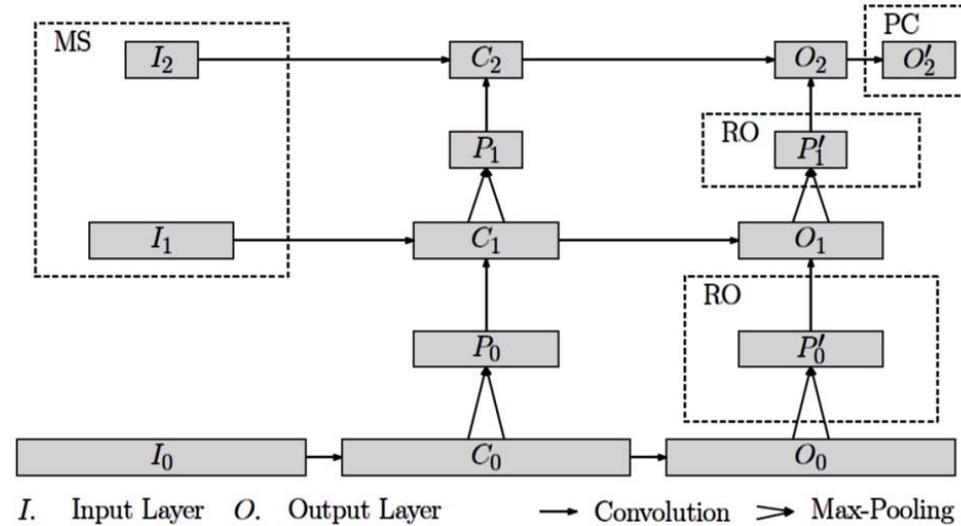 MS PC
I₂ C₂ O₂ O′₂
P₁ RO P′₁
I₁ C₁ O₁
RO
P₀ P′₀
I₀ C₀ O₀
I. Input Layer O. Output Layer Convolution Max-Pooling